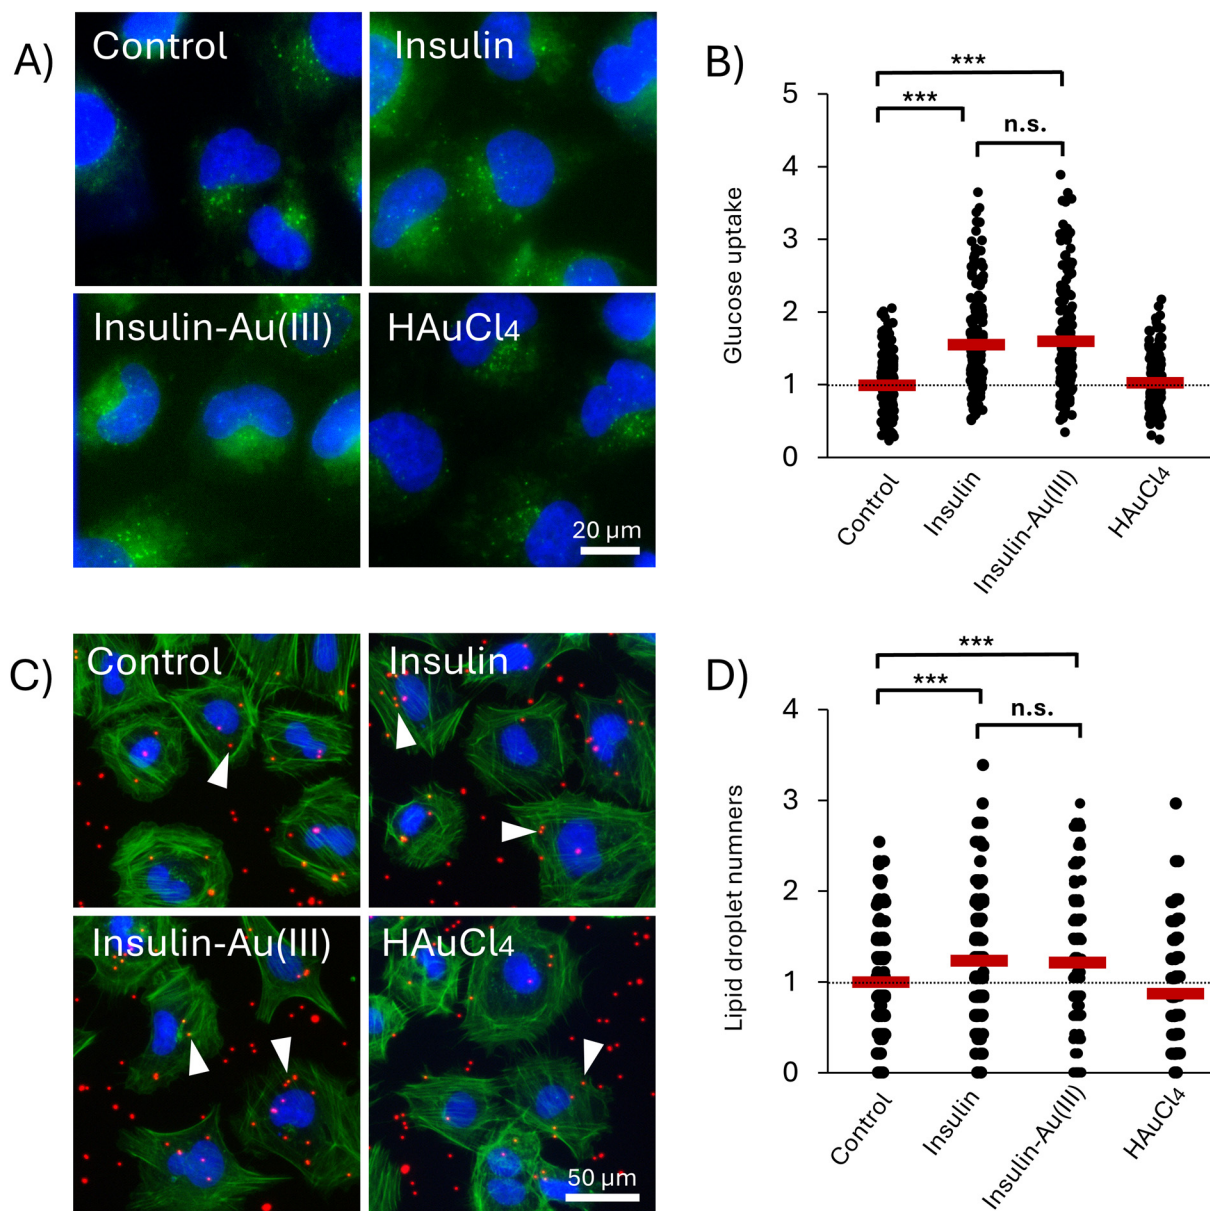 A)
Control
Insulin
Insulin-Au(III)
HAuCl4
20 µm
B)
***
***
n.s.
Glucose uptake
5
4
3
2
1
0
Control
Insulin
Insulin-Au(III)
HAuCl4
C)
Control
Insulin
Insulin-Au(III)
HAuCl4
50 µm
D)
***
***
n.s.
Lipid droplet numners
4
3
2
1
0
Control
Insulin
Insulin-Au(III)
HAuCl4